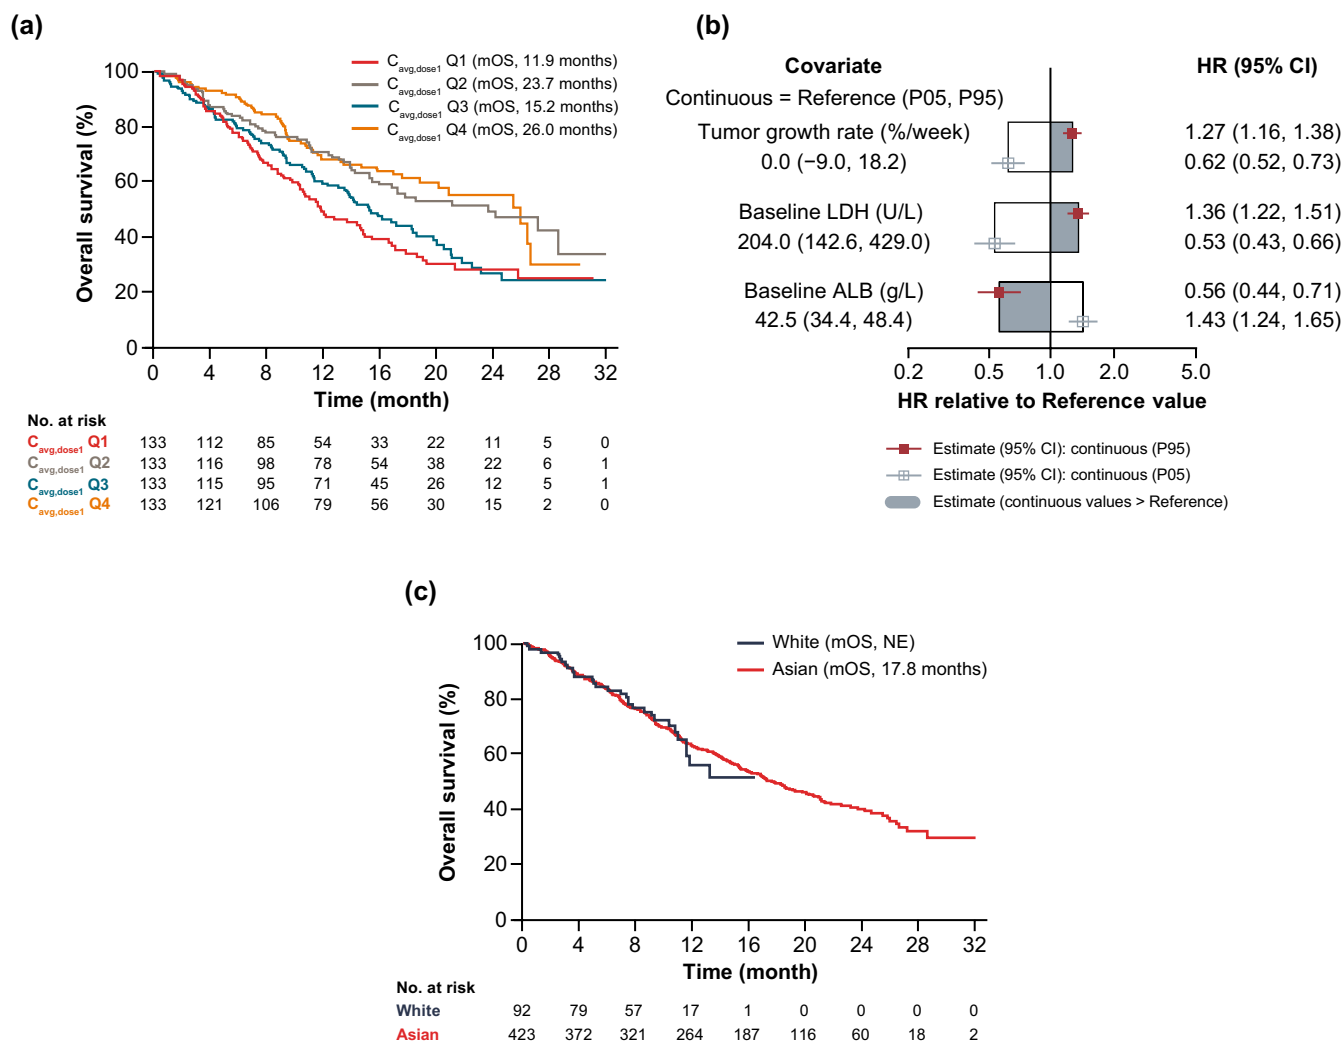 (a)
C avg,dose1 Q1 (mOS, 11.9 months)
C avg,dose1 Q2 (mOS, 23.7 months)
C avg,dose1 Q3 (mOS, 15.2 months)
C avg,dose1 Q4 (mOS, 26.0 months)
Overall survival (%)
100
80
60
40
20
0
0 4 8 12 16 20 24 28 32
Time (month)
No. at risk
C avg,dose1 Q1 133 112 85 54 33 22 11 5 0
C avg,dose1 Q2 133 116 98 78 54 38 22 6 1
C avg,dose1 Q3 133 115 95 71 45 26 12 5 1
C avg,dose1 Q4 133 121 106 79 56 30 15 2 0
(b)
Covariate HR (95% CI)
Continuous = Reference (P05, P95)
Tumor growth rate (%/week) 1.27 (1.16, 1.38)
0.0 (−9.0, 18.2) 0.62 (0.52, 0.73)
Baseline LDH (U/L) 1.36 (1.22, 1.51)
204.0 (142.6, 429.0) 0.53 (0.43, 0.66)
Baseline ALB (g/L) 0.56 (0.44, 0.71)
42.5 (34.4, 48.4) 1.43 (1.24, 1.65)
0.2 0.5 1.0 2.0 5.0
HR relative to Reference value
Estimate (95% CI): continuous (P95)
Estimate (95% CI): continuous (P05)
Estimate (continuous values > Reference)
(c)
White (mOS, NE)
Asian (mOS, 17.8 months)
Overall survival (%)
100
80
60
40
20
0
0 4 8 12 16 20 24 28 32
Time (month)
No. at risk
White 92 79 57 17 1 0 0 0 0
Asian 423 372 321 264 187 116 60 18 2